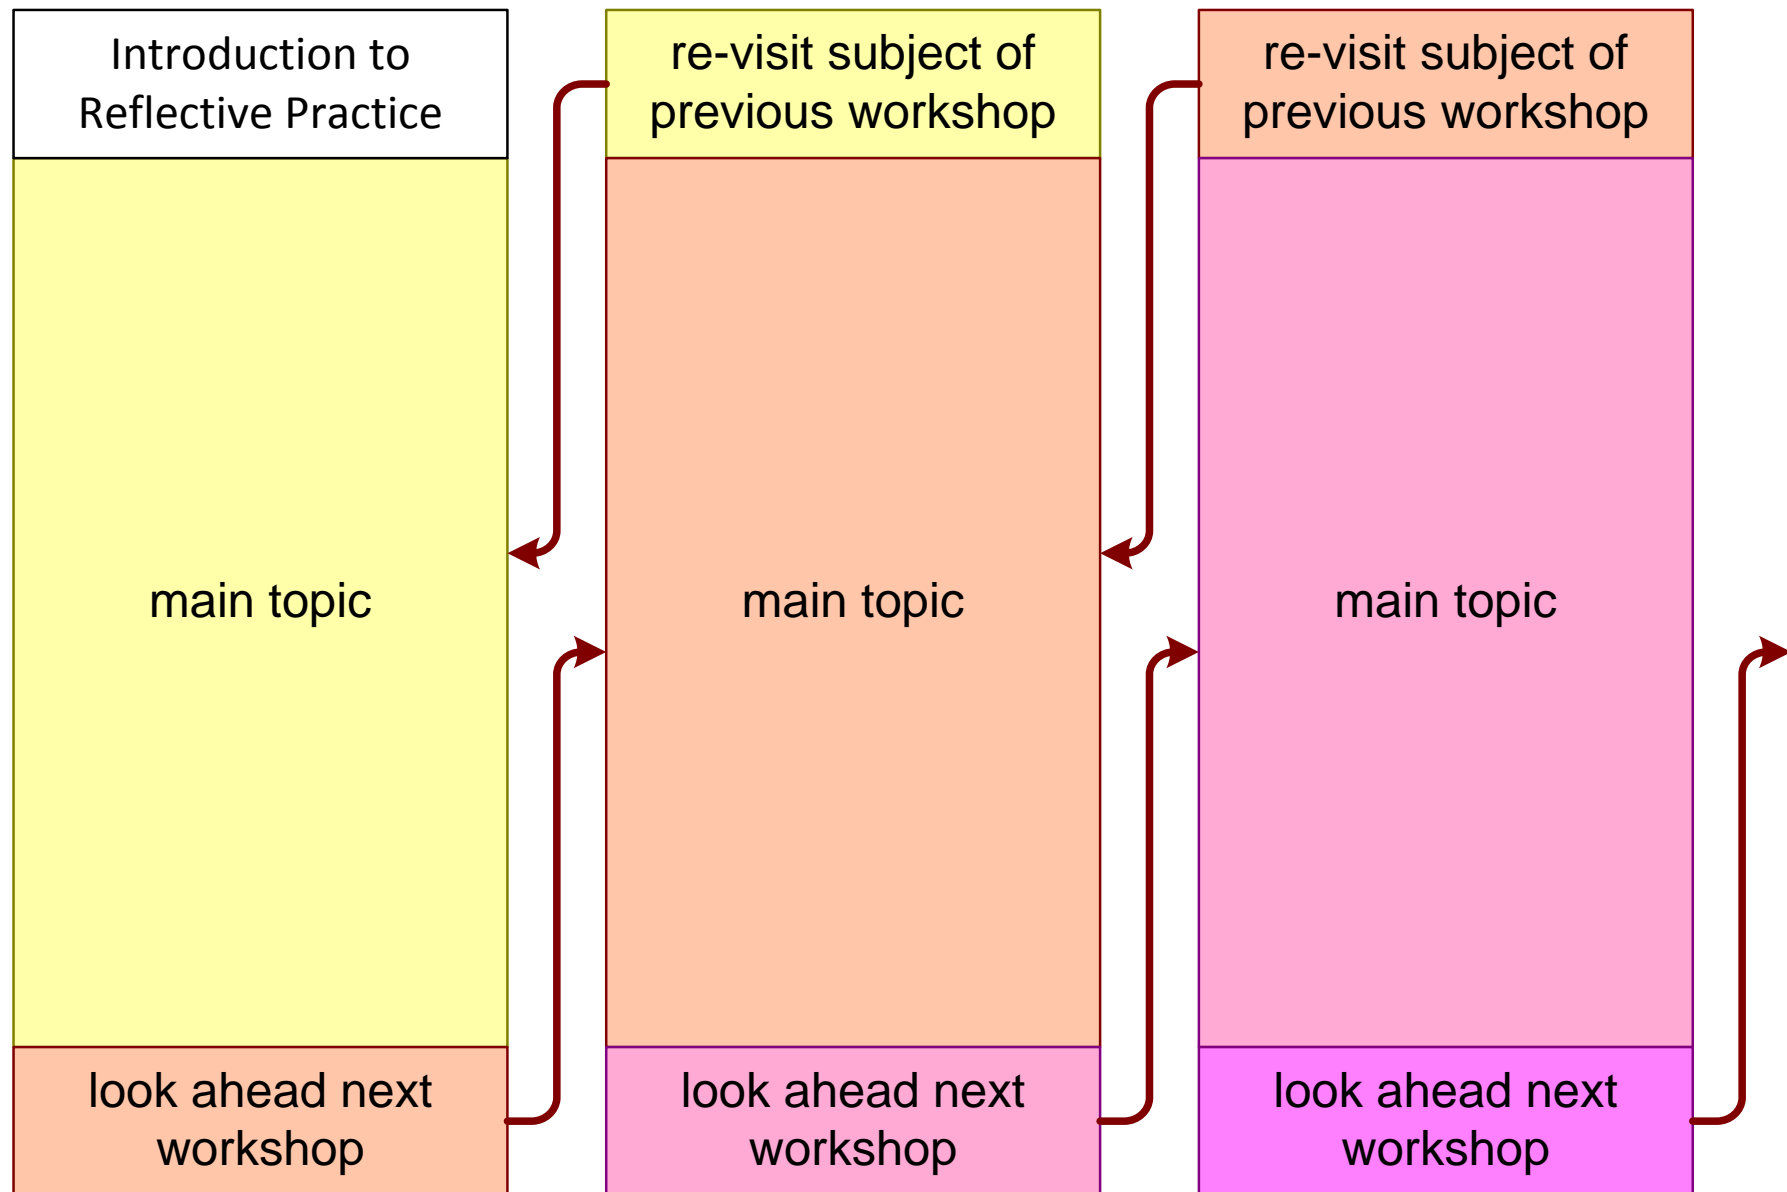 Introduction to
Reflective Practice
main topic
look ahead next
workshop
re-visit subject of
previous workshop
main topic
look ahead next
workshop
re-visit subject of
previous workshop
main topic
look ahead next
workshop